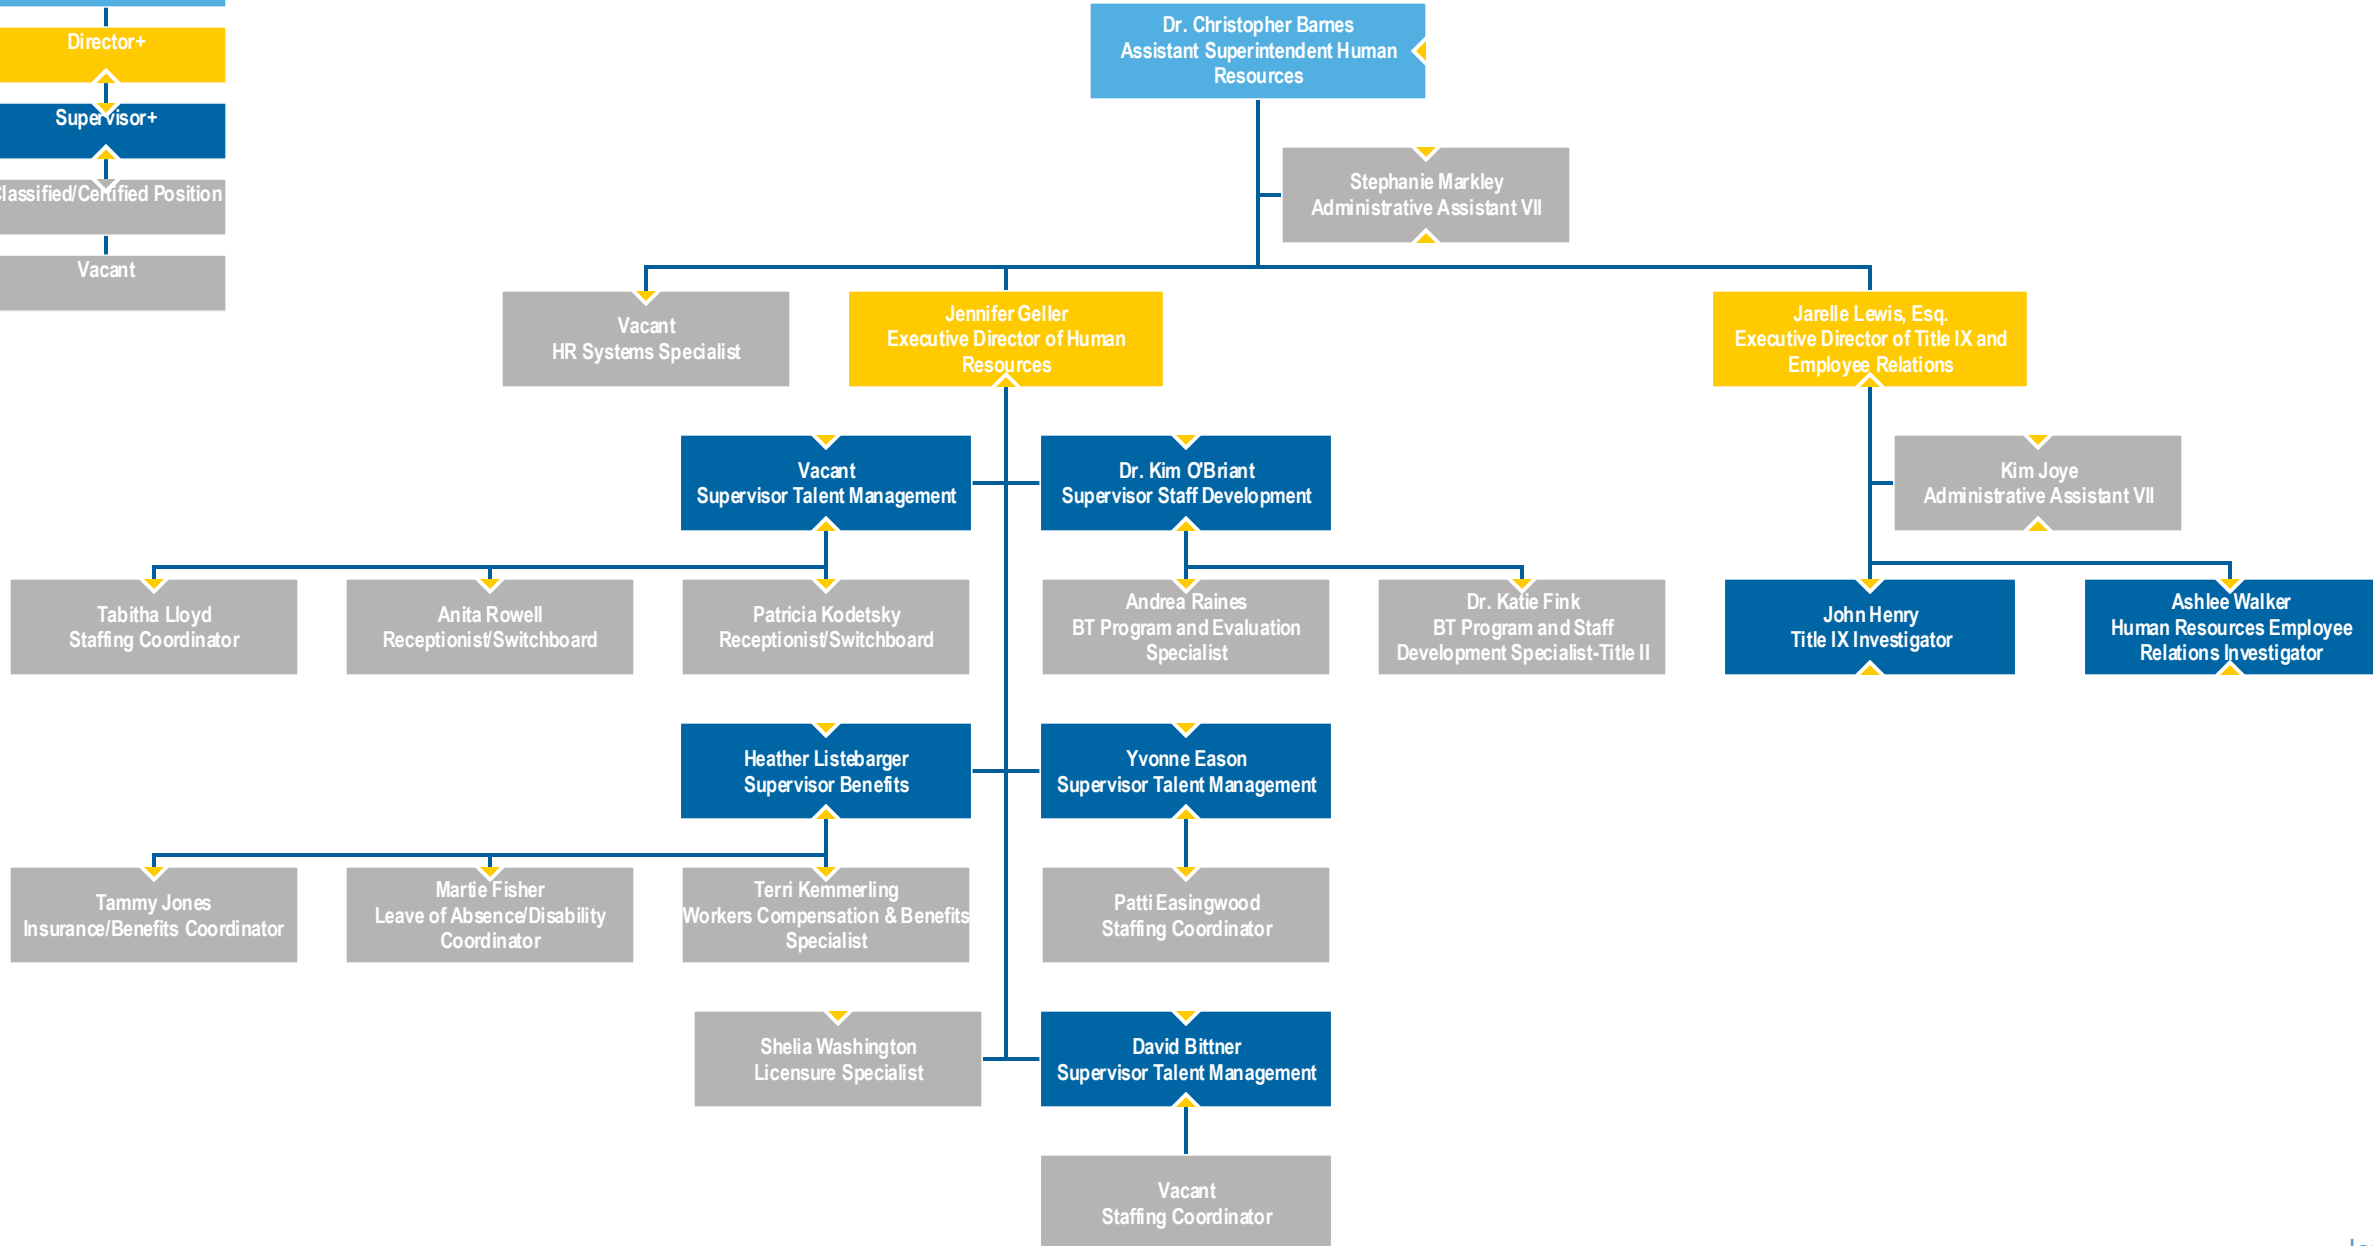 Director+
Supervisor+
Classified/Certified Position
Vacant
Dr. Christopher Barnes
Assistant Superintendent Human
Resources
Stephanie Markley
Administrative Assistant VII
Vacant
HR Systems Specialist
Jennifer Geller
Executive Director of Human
Resources
Jarelle Lewis, Esq.
Executive Director of Title IX and
Employee Relations
Vacant
Supervisor Talent Management
Dr. Kim O'Briant
Supervisor Staff Development
Kim Joye
Administrative Assistant VII
Tabitha Lloyd
Staffing Coordinator
Anita Rowell
Receptionist/Switchboard
Patricia Kodetsky
Receptionist/Switchboard
Andrea Raines
BT Program and Evaluation
Specialist
Dr. Katie Fink
BT Program and Staff
Development Specialist-Title II
John Henry
Title IX Investigator
Ashlee Walker
Human Resources Employee
Relations Investigator
Heather Listebarger
Supervisor Benefits
Yvonne Eason
Supervisor Talent Management
Tammy Jones
Insurance/Benefits Coordinator
Martie Fisher
Leave of Absence/Disability
Coordinator
Terri Kemmerling
Workers Compensation & Benefits
Specialist
Patti Easingwood
Staffing Coordinator
Shelia Washington
Licensure Specialist
David Bittner
Supervisor Talent Management
Vacant
Staffing Coordinator